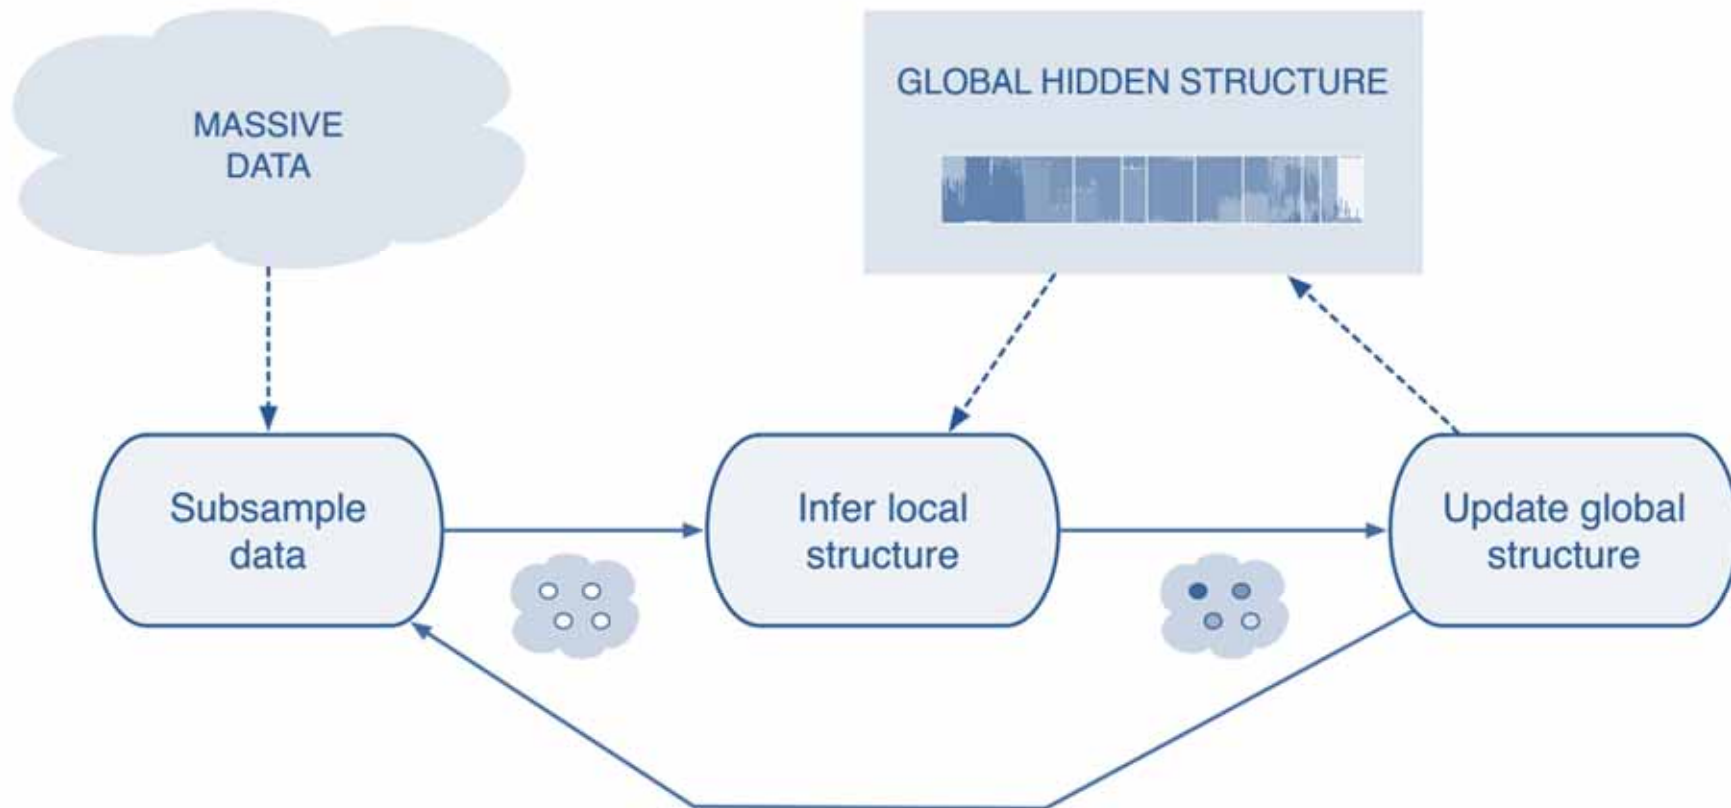 MASSIVE
DATA
GLOBAL HIDDEN STRUCTURE
Subsample
data
Infer local
structure
Update global
structure